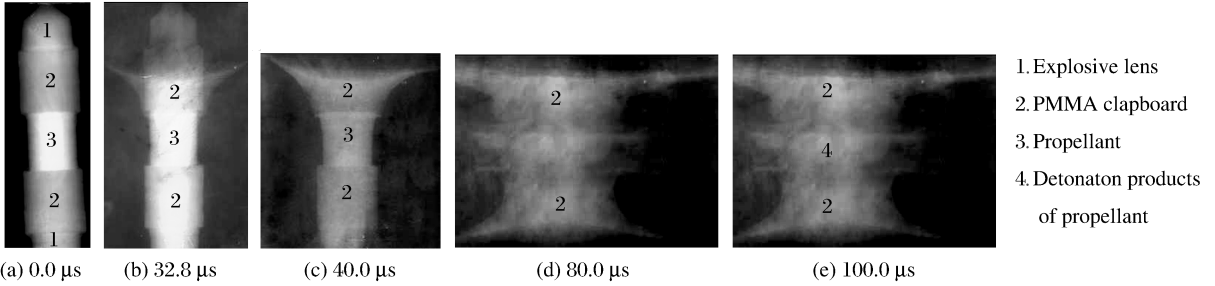 1
2
3
2
1
2
3
2
2
3
2
2
2
2
4
2
1. Explosive lens
2. PMMA clapboard
3. Propellant
4. Detonaton products
of propellant
(a) 0.0 μs
(b) 32.8 μs
(c) 40.0 μs
(d) 80.0 μs
(e) 100.0 μs